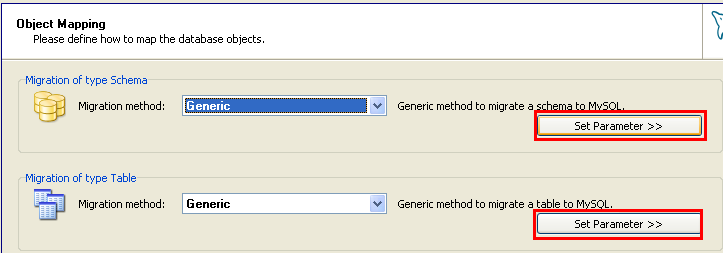 Object Mapping
Please define how to map the database objects.
Migration of type Schema
Migration method: Generic Generic method to migrate a schema to MySQL.
Set Parameter >>
Migration of type Table
Migration method: Generic Generic method to migrate a table to MySQL.
Set Parameter >>